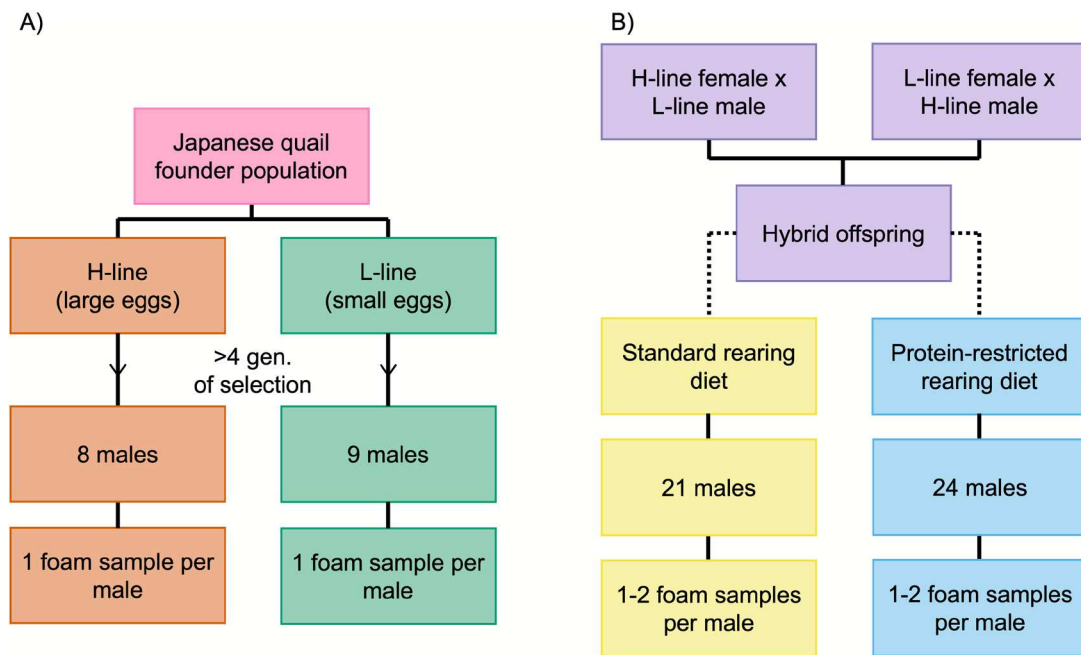 A)
Japanese quail
founder population
H-line
(large eggs)
L-line
(small eggs)
>4 gen.
of selection
8 males
9 males
1 foam sample per
male
1 foam sample per
male
B)
H-line female x
L-line male
L-line female x
H-line male
Hybrid offspring
Standard rearing
diet
Protein-restricted
rearing diet
21 males
24 males
1-2 foam samples
per male
1-2 foam samples
per male